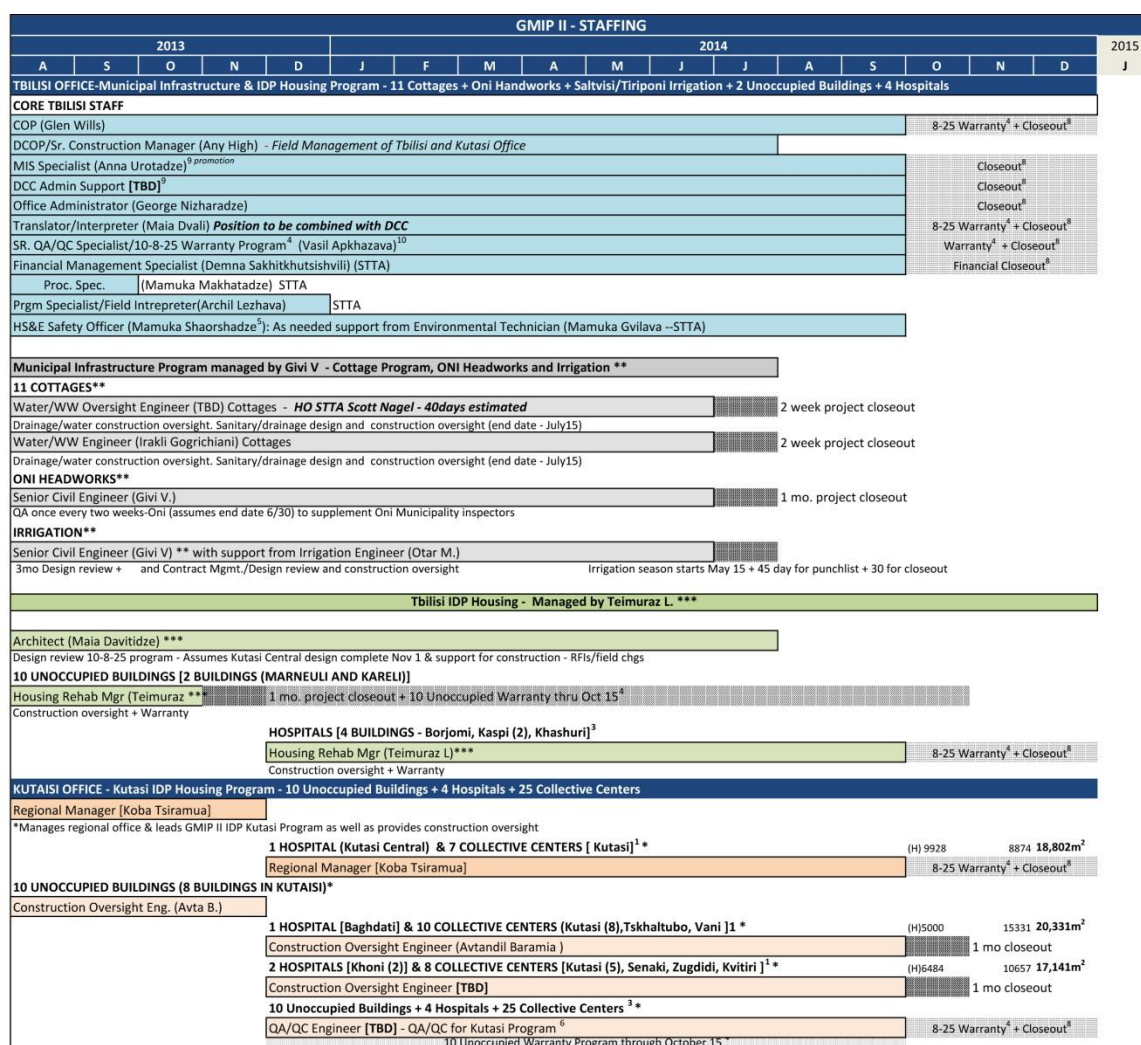 GMIP II - STAFFING
2013 2014 2015
A S O N D J F M A M J J A S O N D J
TBILISI OFFICE-Municipal Infrastructure & IDP Housing Program - 11 Cottages + Oni Handworks + Saltvisi/Tiriponi Irrigation + 2 Unoccupied Buildings + 4 Hospitals
CORE TBILISI STAFF
COP (Glen Wills) 8-25 Warranty4 + Closeout8
DCOP/Sr. Construction Manager (Any High) - Field Management of Tbilisi and Kutasi Office
MIS Specialist (Anna Urotadze)9 promotion Closeout8
DCC Admin Support [TBD]9 Closeout8
Office Administrator (George Nizharadze) Closeout8
Translator/Interpreter (Maia Dvali) Position to be combined with DCC 8-25 Warranty4 + Closeout8
SR. QA/QC Specialist/10-8-25 Warranty Program4 (Vasil Apkhazava)10 Warranty4 + Closeout8
Financial Management Specialist (Demna Sakhitkhutsishvili) (STTA) Financial Closeout8
Proc. Spec. (Mamuka Makhatadze) STTA
Prgm Specialist/Field Intrepreter(Archil Lezhava) STTA
HS&E Safety Officer (Mamuka Shaorshadze5): As needed support from Environmental Technician (Mamuka Gvilava --STTA)
Municipal Infrastructure Program managed by Givi V - Cottage Program, ONI Headworks and Irrigation **
11 COTTAGES**
Water/WW Oversight Engineer (TBD) Cottages - HO STTA Scott Nagel - 40days estimated 2 week project closeout
Drainage/water construction oversight. Sanitary/drainage design and construction oversight (end date - July15)
Water/WW Engineer (Irakli Gogrichiani) Cottages 2 week project closeout
Drainage/water construction oversight. Sanitary/drainage design and construction oversight (end date - July15)
ONI HEADWORKS**
Senior Civil Engineer (Givi V.) 1 mo. project closeout
QA once every two weeks-Oni (assumes end date 6/30) to supplement Oni Municipality inspectors
IRRIGATION**
Senior Civil Engineer (Givi V) ** with support from Irrigation Engineer (Otar M.)
3mo Design review + and Contract Mgmt./Design review and construction oversight Irrigation season starts May 15 + 45 day for punchlist + 30 for closeout
Tbilisi IDP Housing - Managed by Teimuraz L. ***
Architect (Maia Davitidze) ***
Design review 10-8-25 program - Assumes Kutasi Central design complete Nov 1 & support for construction - RFIs/field chgs
10 UNOCCUPIED BUILDINGS [2 BUILDINGS (MARNEULI AND KARELI)]
Housing Rehab Mgr (Teimuraz *** 1 mo. project closeout + 10 Unoccupied Warranty thru Oct 154
Construction oversight + Warranty
HOSPITALS [4 BUILDINGS - Borjomi, Kaspi (2), Khashuri]3
Housing Rehab Mgr (Teimuraz L)*** 8-25 Warranty4 + Closeout8
Construction oversight + Warranty
KUTAISI OFFICE - Kutasi IDP Housing Program - 10 Unoccupied Buildings + 4 Hospitals + 25 Collective Centers
Regional Manager [Koba Tsiramua]
*Manages regional office & leads GMIP II IDP Kutasi Program as well as provides construction oversight
1 HOSPITAL (Kutasi Central) & 7 COLLECTIVE CENTERS [ Kutasi]1 * (H) 9928 8874 18,802m2
Regional Manager [Koba Tsiramua] 8-25 Warranty4 + Closeout8
10 UNOCCUPIED BUILDINGS (8 BUILDINGS IN KUTAISI)*
Construction Oversight Eng. (Avta B.)
1 HOSPITAL [Baghdati] & 10 COLLECTIVE CENTERS (Kutasi (8),Tskhaltubo, Vani ]1 * (H)5000 15331 20,331m2
Construction Oversight Engineer (Avtandil Baramia ) 1 mo closeout
2 HOSPITALS [Khoni (2)] & 8 COLLECTIVE CENTERS [Kutasi (5), Senaki, Zugdidi, Kvitiri ]1 * (H)6484 10657 17,141m2
Construction Oversight Engineer [TBD] 1 mo closeout
10 Unoccupied Buildings + 4 Hospitals + 25 Collective Centers 3 *
QA/QC Engineer [TBD] - QA/QC for Kutasi Program 6 8-25 Warranty4 + Closeout8
10 Unoccupied Warranty Program through October 15